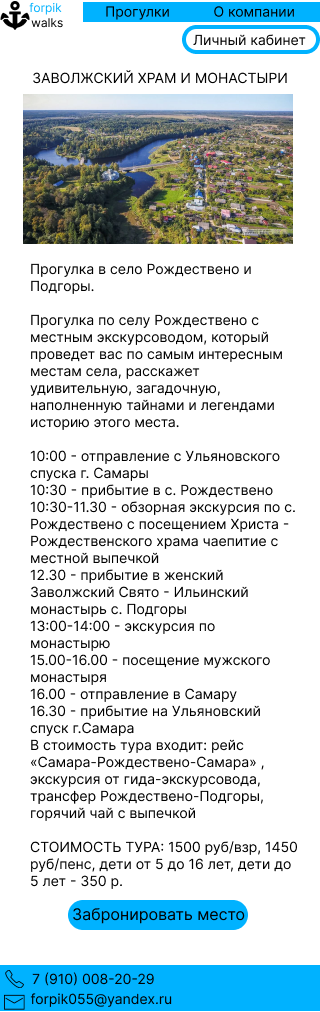 forpik
walks
Прогулки
О компании
Личный кабинет
ЗАВОЛЖСКИЙ ХРАМ И МОНАСТЫРИ
Прогулка в село Рождествено и
Подгоры.
Прогулка по селу Рождествено с
местным экскурсоводом, который
проведет вас по самым интересным
местам села, расскажет
удивительную, загадочную,
наполненную тайнами и легендами
историю этого места.
10:00 - отправление с Ульяновского
спуска г. Самары
10:30 - прибытие в с. Рождествено
10:30-11.30 - обзорная экскурсия по с.
Рождествено с посещением Христа -
Рождественского храма чаепитие с
местной выпечкой
12.30 - прибытие в женский
Заволжский Свято - Ильинский
монастырь с. Подгоры
13:00-14:00 - экскурсия по
монастырю
15.00-16.00 - посещение мужского
монастыря
16.00 - отправление в Самару
16.30 - прибытие на Ульяновский
спуск г.Самара
В стоимость тура входит: рейс
«Самара-Рождествено-Самара» ,
экскурсия от гида-экскурсовода,
трансфер Рождествено-Подгоры,
горячий чай с выпечкой
СТОИМОСТЬ ТУРА: 1500 руб/взр, 1450
руб/пенс, дети от 5 до 16 лет, дети до
5 лет - 350 р.
Забронировать место
7 (910) 008-20-29
forpik055@yandex.ru